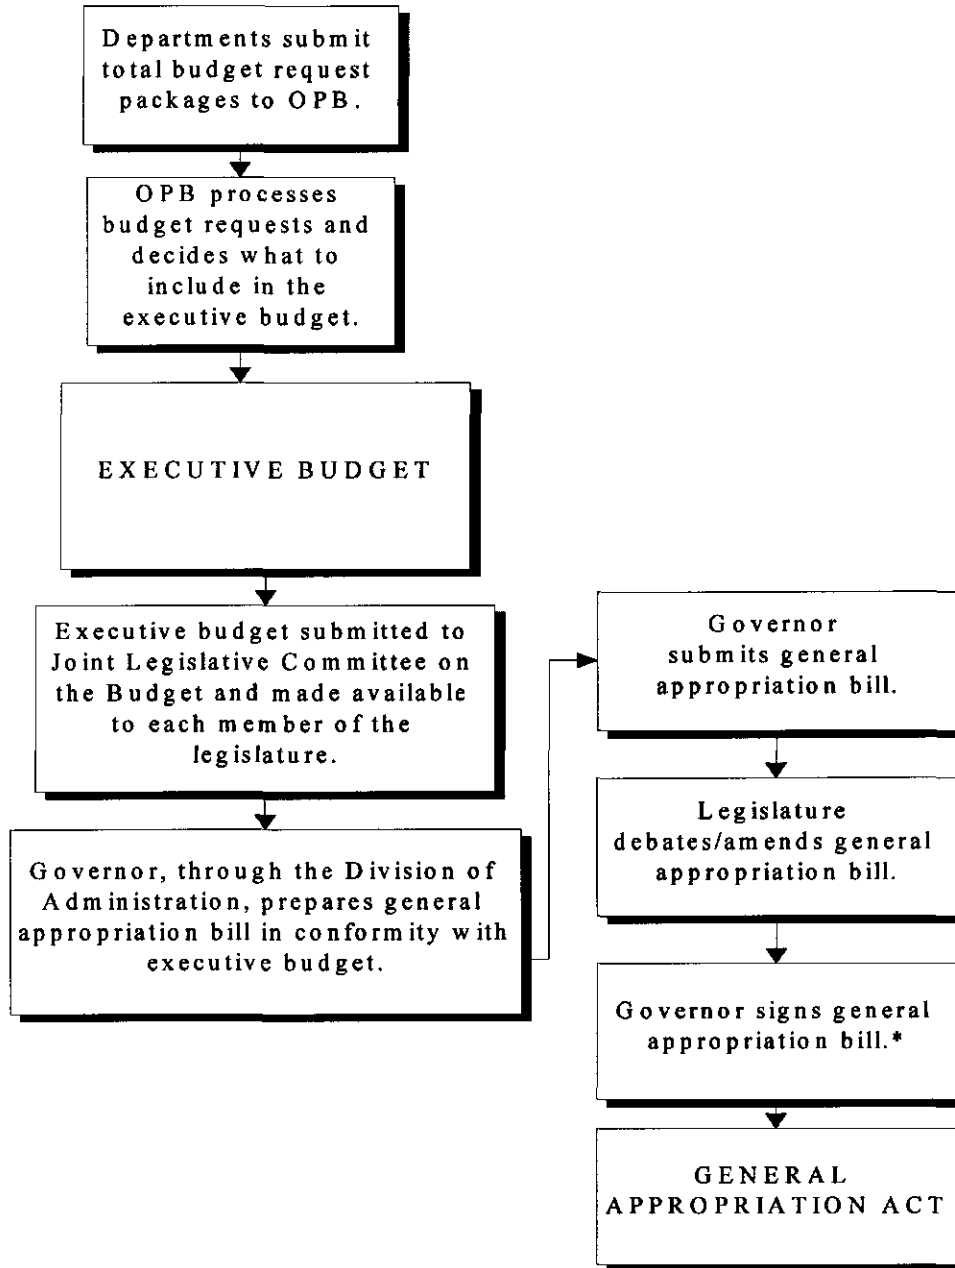 Departments submit
total budget request
packages to OPB.
OPB processes
budget requests and
decides what to
include in the
executive budget.
EXECUTIVE BUDGET
Executive budget submitted to
Joint Legislative Committee on
the Budget and made available
to each member of the
legislature.
Governor, through the Division of
Administration, prepares general
appropriation bill in conformity with
executive budget.
Governor
submits general
appropriation bill.
Legislature
debates/amends general
appropriation bill.
Governor signs general
appropriation bill.*
GENERAL
APPROPRIATION ACT